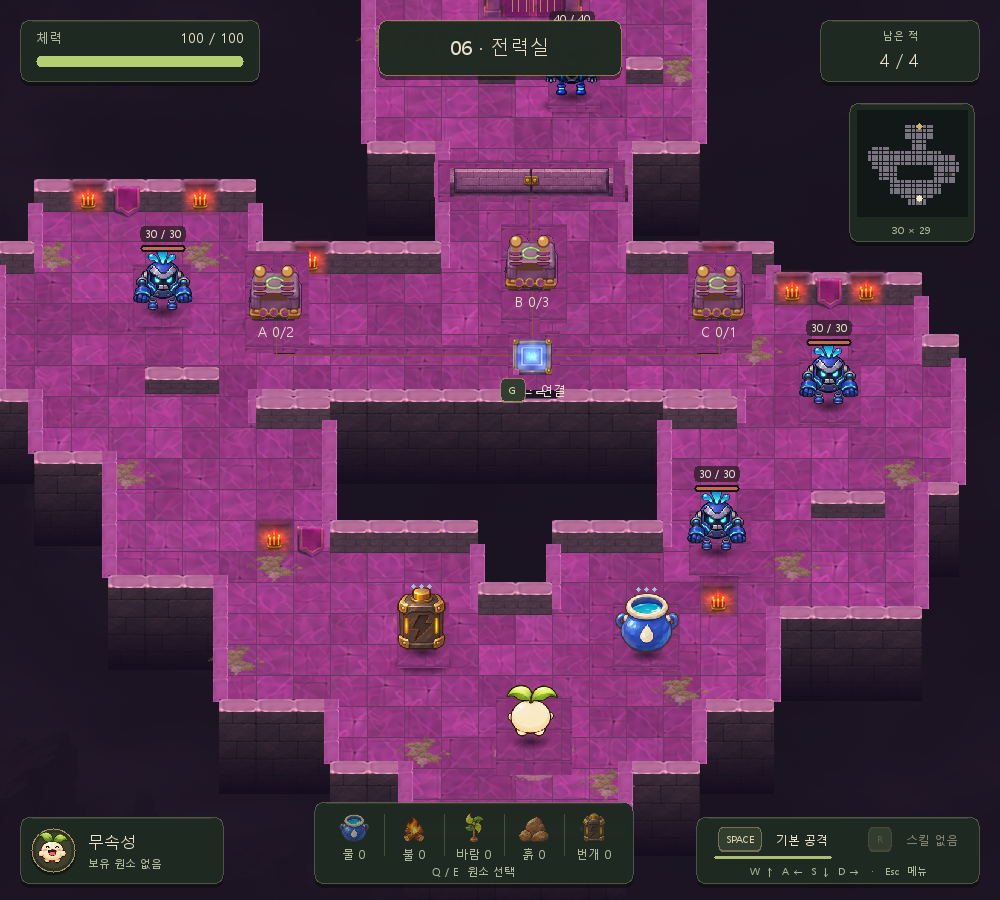 체력 100 / 100
06 · 전력실
40 / 40
남은 적
4 / 4
30 × 29
30 / 30
A 0/2
B 0/3
C 0/1
30 / 30
G
연결
30 / 30
무속성
보유 원소 없음
물 0 불 0 바람 0 흙 0 번개 0
Q / E 원소 선택
SPACE 기본 공격 R 스킬 없음
W ↑ A ← S ↓ D → · Esc 메뉴